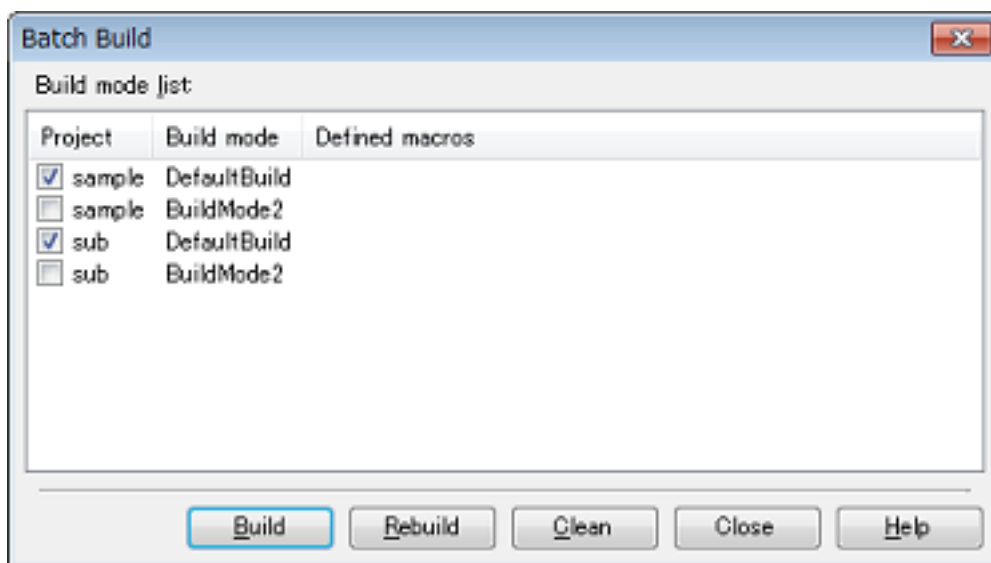 Batch Build
Build mode list:
Project Build mode Defined macros
sample DefaultBuild
sample BuildMode2
sub DefaultBuild
sub BuildMode2
Build Rebuild Clean Close Help